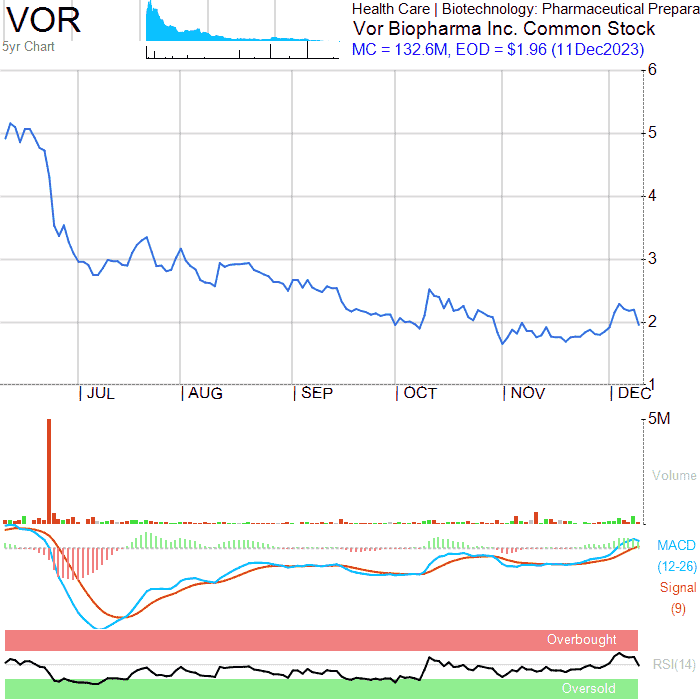 VOR
5yr Chart
Health Care | Biotechnology: Pharmaceutical Prepara
Vor Biopharma Inc. Common Stock
MC = 132.6M, EOD = $1.96 (11Dec2023)
6
5
4
3
2
1
JUL AUG SEP OCT NOV DEC
5M
Volume
MACD
(12-26)
Signal
(9)
Overbought
RSI(14)
Oversold